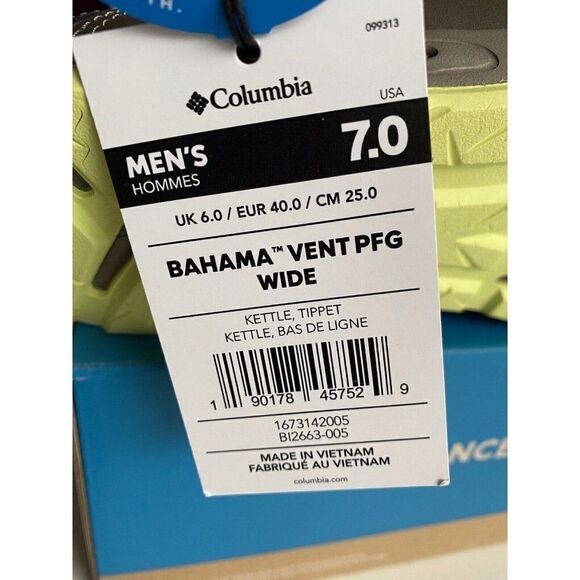 TH.
099313
Columbia
USA
MEN'S 7.0
HOMMES
UK 6.0 / EUR 40.0 / CM 25.0
BAHAMA™ VENT PFG
WIDE
KETTLE, TIPPET
KETTLE, BAS DE LIGNE
1 90178 45752 9
1673142005
BI2663-005
MADE IN VIETNAM
FABRIQUÉ AU VIETNAM
columbia.com
NCE